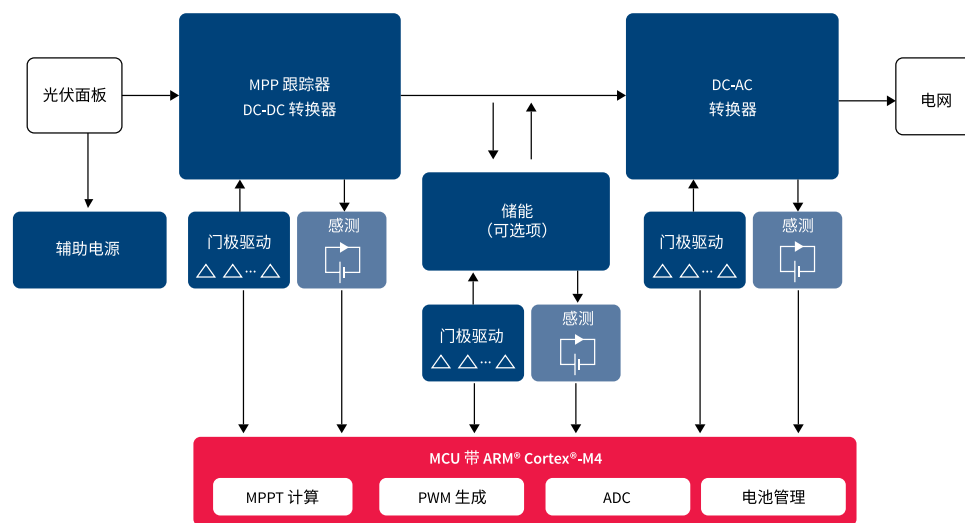 光伏面板
MPP 跟踪器
DC-DC 转换器
DC-AC
转换器
电网
辅助电源
门极驱动
感测
储能
（可选项）
门极驱动
感测
门极驱动
感测
MCU 带 ARM® Cortex®-M4
MPPT 计算
PWM 生成
ADC
电池管理